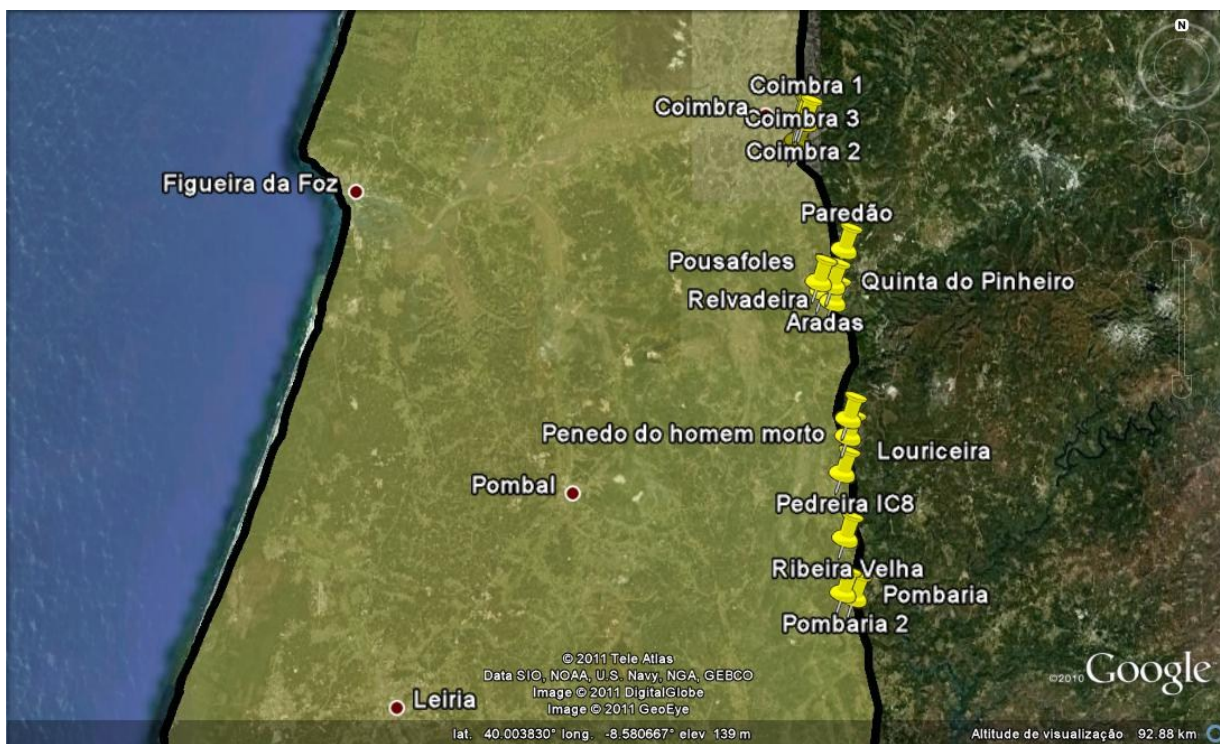 N
Coimbra 1
Coimbra
Coimbra 3
Coimbra 2
Figueira da Foz
Paredão
Pousafoles
Quinta do Pinheiro
Relvadeira
Aradas
Penedo do homem morto
Louriceira
Pombal
Pedreira IC8
Ribeira Velha
Pombaria
Pombaria 2
© 2011 Tele Atlas
Data SIO, NOAA, U.S. Navy, NGA, GEBCO
Image © 2011 DigitalGlobe
Image © 2011 GeoEye
©2010 Google
Leiria
lat. 40.003830° long. -8.580667° elev 139 m
Altitude de visualização 92.88 km